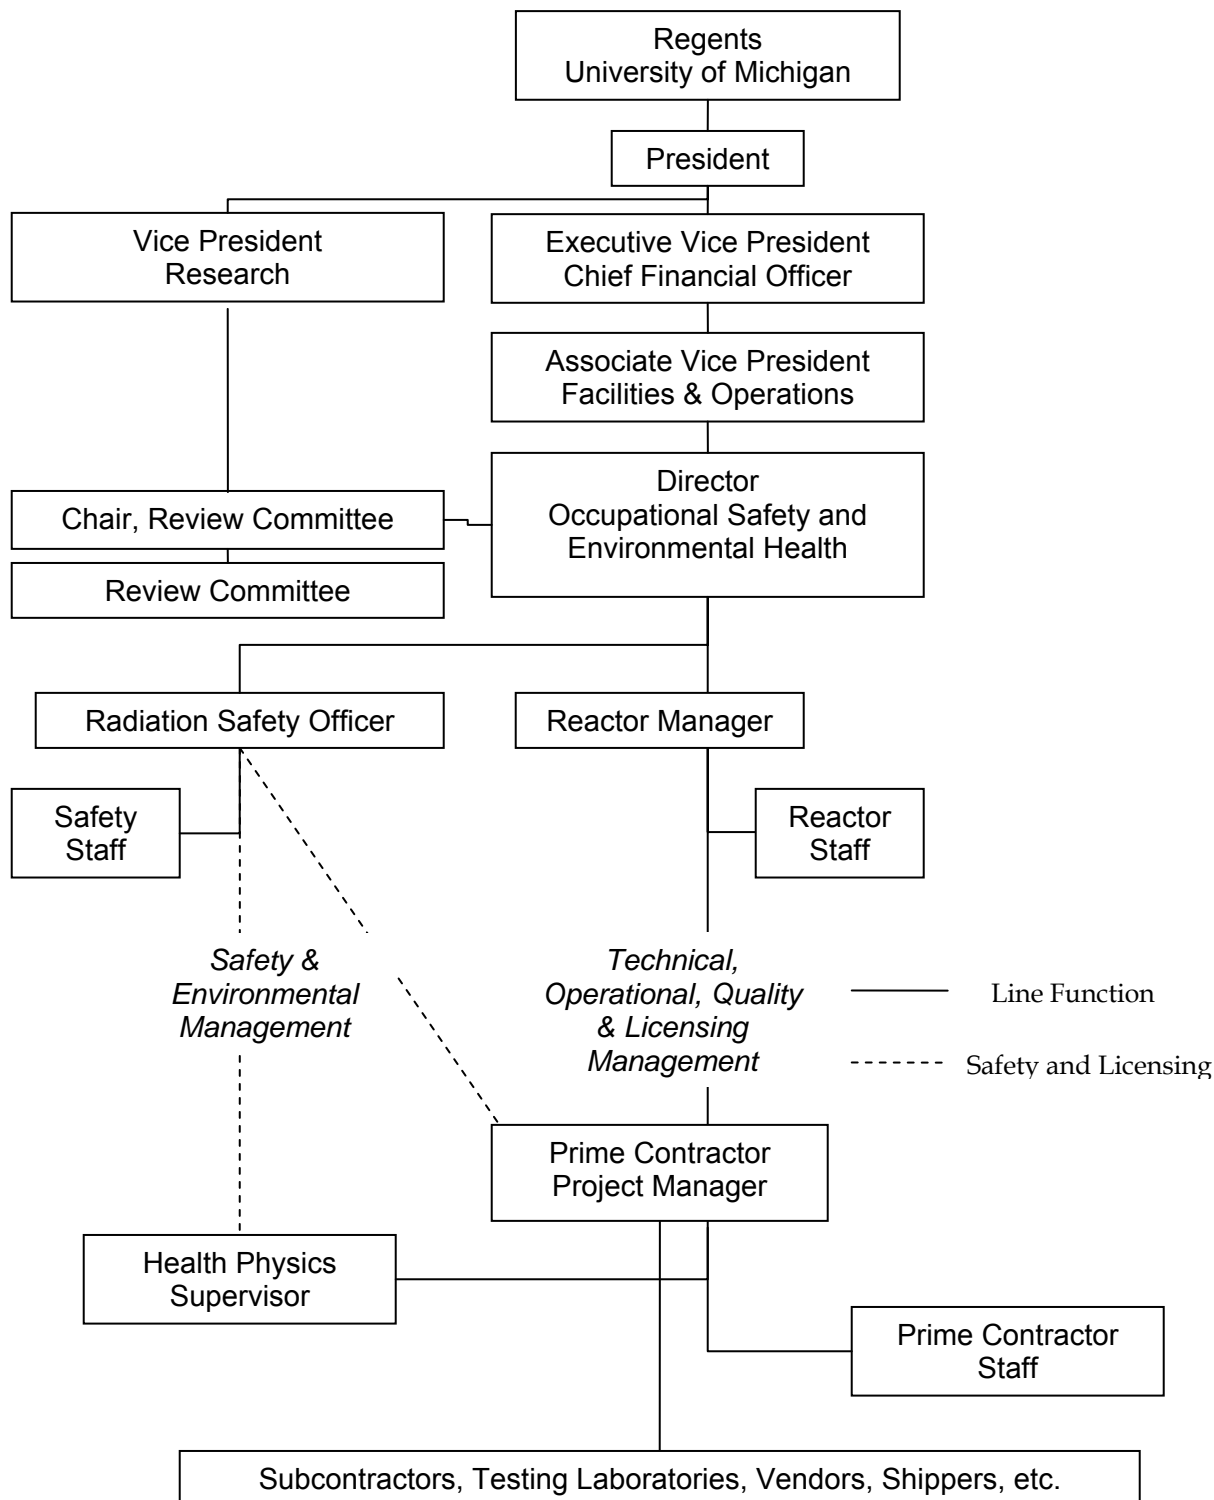 Regents
University of Michigan
President
Vice President
Research
Executive Vice President
Chief Financial Officer
Associate Vice President
Facilities & Operations
Director
Occupational Safety and
Environmental Health
Chair, Review Committee
Review Committee
Radiation Safety Officer
Reactor Manager
Safety
Staff
Reactor
Staff
Safety &
Environmental
Management
Technical,
Operational, Quality
& Licensing
Management
Line Function
Safety and Licensing
Prime Contractor
Project Manager
Health Physics
Supervisor
Prime Contractor
Staff
Subcontractors, Testing Laboratories, Vendors, Shippers, etc.